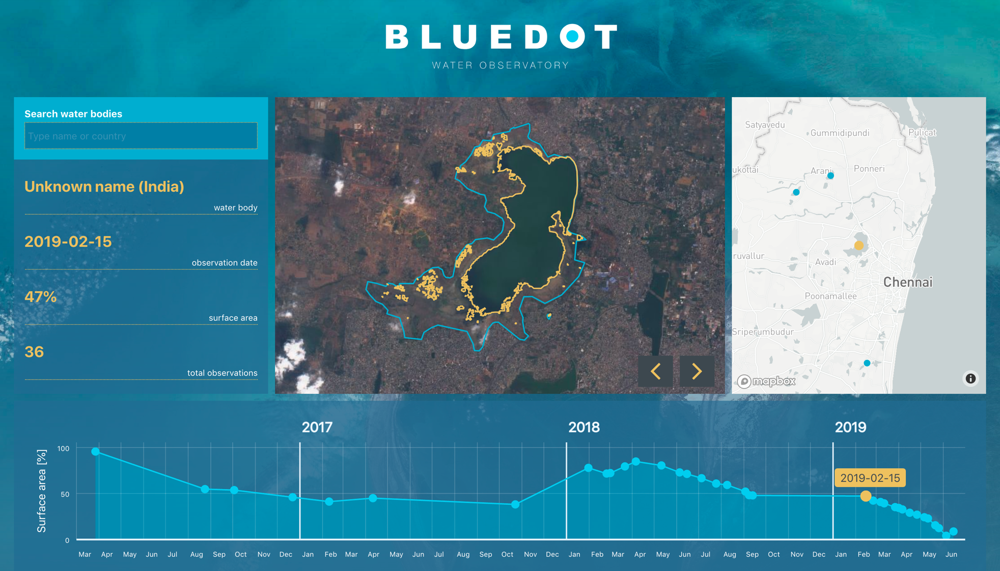 BLUEDOT
WATER OBSERVATORY
Search water bodies
Type name or country
Unknown name (India)
water body
2019-02-15
observation date
47%
surface area
36
total observations
Satyavedu
Gummidipundi
Pulicat
ukottai
Arani
Ponneri
ruvallur
Avadi
Chennai
Poonamallee
Sriperumbudur
mapbox
2017
2018
2019
Surface area [%]
100
50
0
2019-02-15
Mar Apr May Jun Jul Aug Sep Oct Nov Dec Jan Feb Mar Apr May Jun Jul Aug Sep Oct Nov Dec Jan Feb Mar Apr May Jun Jul Aug Sep Oct Nov Dec Jan Feb Mar Apr May Jun